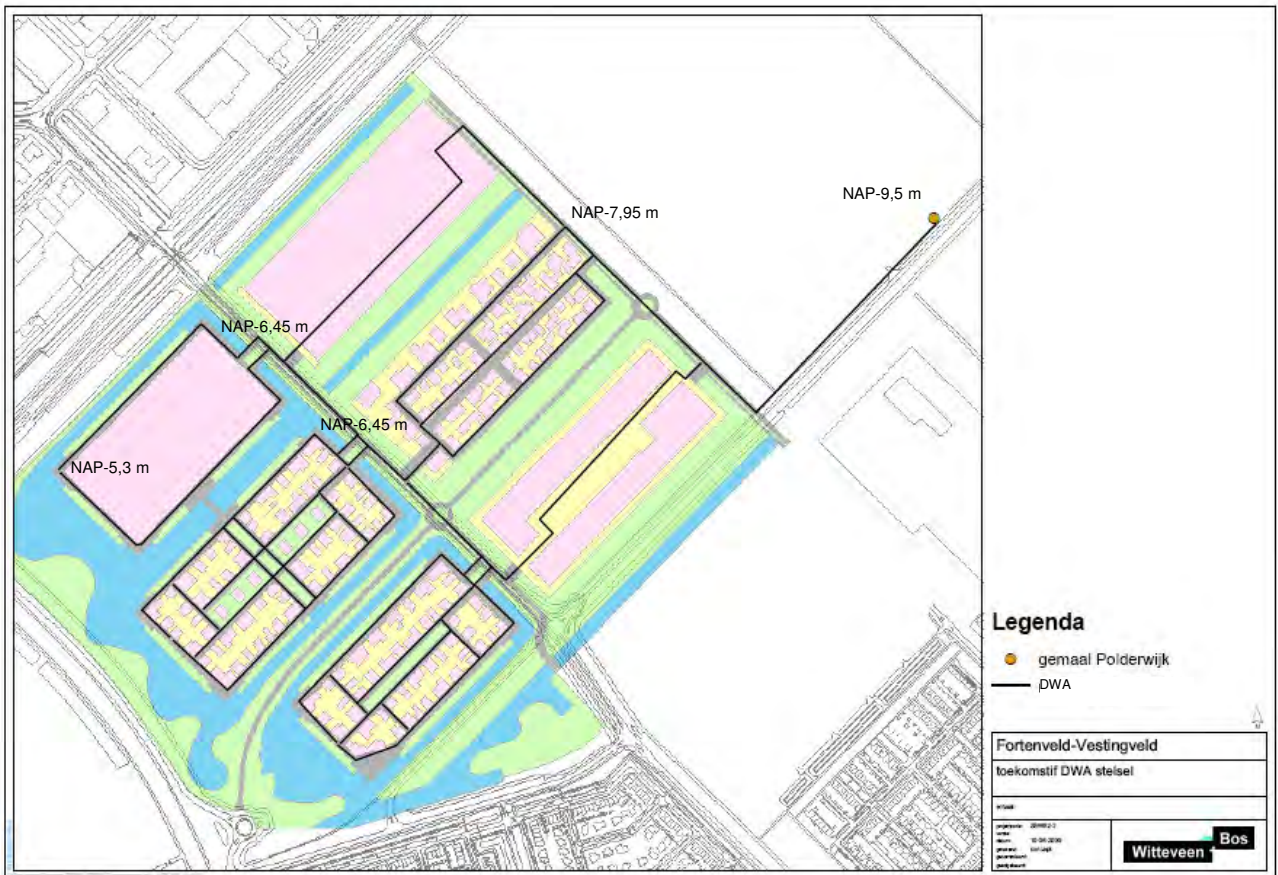 NAP-9,5 m
NAP-7,95 m
NAP-6,45 m
NAP-6,45 m
NAP-5,3 m
Legenda
gemaal Polderwijk
DWA
Fortenveld-Vestingveld
toekomstif DWA stelsel
Witteveen
Bos